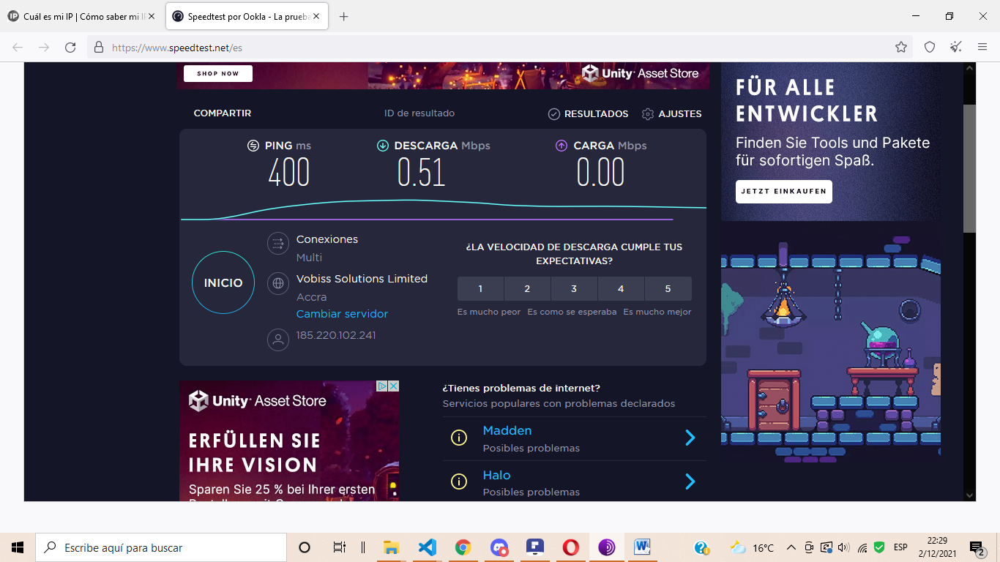 Cuál es mi IP | Cómo saber mi IP
Speedtest por Ookla - La prueba
https://www.speedtest.net/es
SHOP NOW
Unity Asset Store
COMPARTIR
ID de resultado
RESULTADOS
AJUSTES
PING ms
400
DESCARGA Mbps
0.51
CARGA Mbps
0.00
INICIO
Conexiones
Multi
Vobiss Solutions Limited
Accra
Cambiar servidor
185.220.102.241
¿LA VELOCIDAD DE DESCARGA CUMPLE TUS
EXPECTATIVAS?
1 2 3 4 5
Es mucho peor Es como se esperaba Es mucho mejor
FÜR ALLE
ENTWICKLER
Finden Sie Tools und Pakete
für sofortigen Spaß.
JETZT EINKAUFEN
Unity Asset Store
ERFÜLLEN SIE
IHRE VISION
Sparen Sie 25 % bei Ihrer ersten
¿Tienes problemas de internet?
Servicios populares con problemas declarados
Madden
Posibles problemas
Halo
Posibles problemas
Escribe aquí para buscar
16°C
ESP
22:29
2/12/2021
2